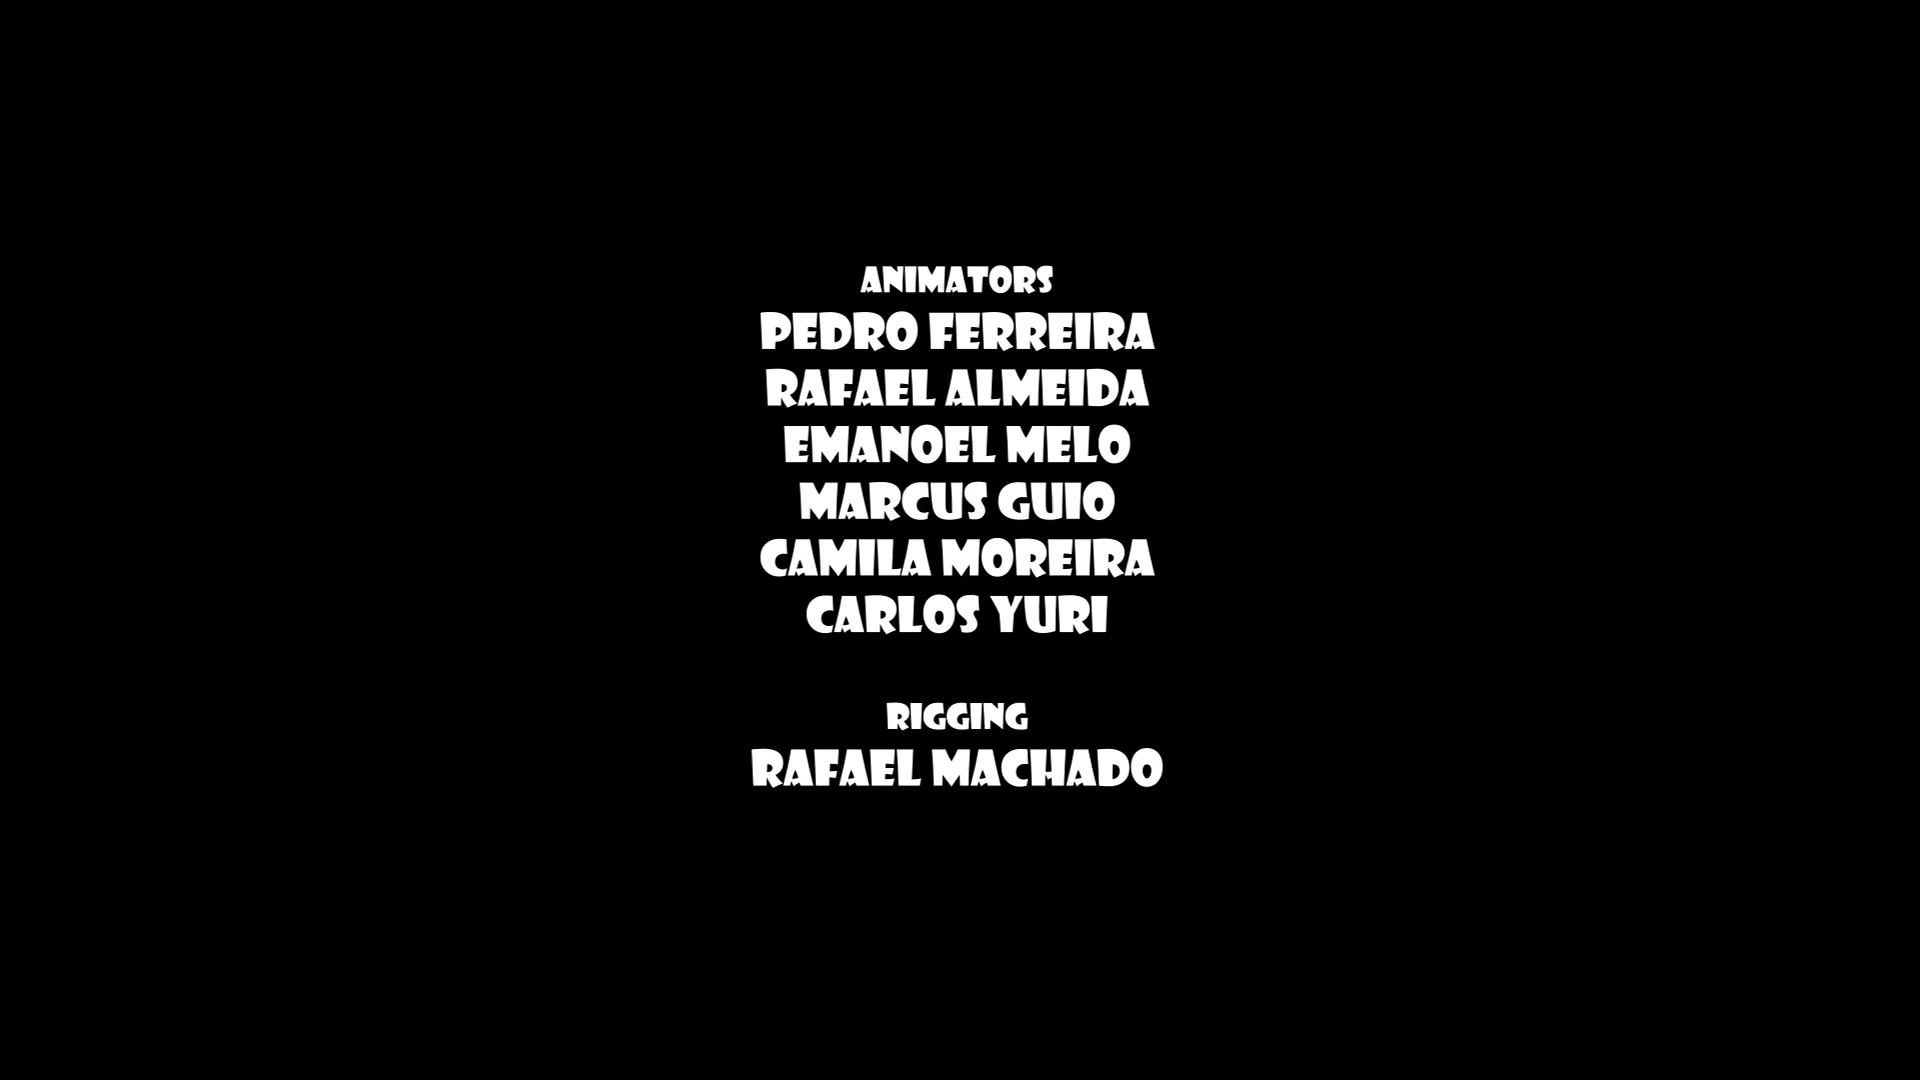 ANIMATORS
PEDRO FERREIRA
RAFAEL ALMEIDA
EMANOEL MELO
MARCUS GUIO
CAMILA MOREIRA
CARLOS YURI
RIGGING
RAFAEL MACHADO